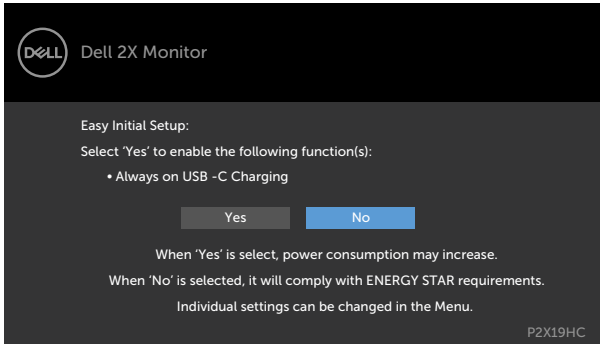 DELL Dell 2X Monitor
Easy Initial Setup:
Select ‘Yes’ to enable the following function(s):
• Always on USB -C Charging
Yes No
When ‘Yes’ is select, power consumption may increase.
When ‘No’ is selected, it will comply with ENERGY STAR requirements.
Individual settings can be changed in the Menu.
P2X19HC